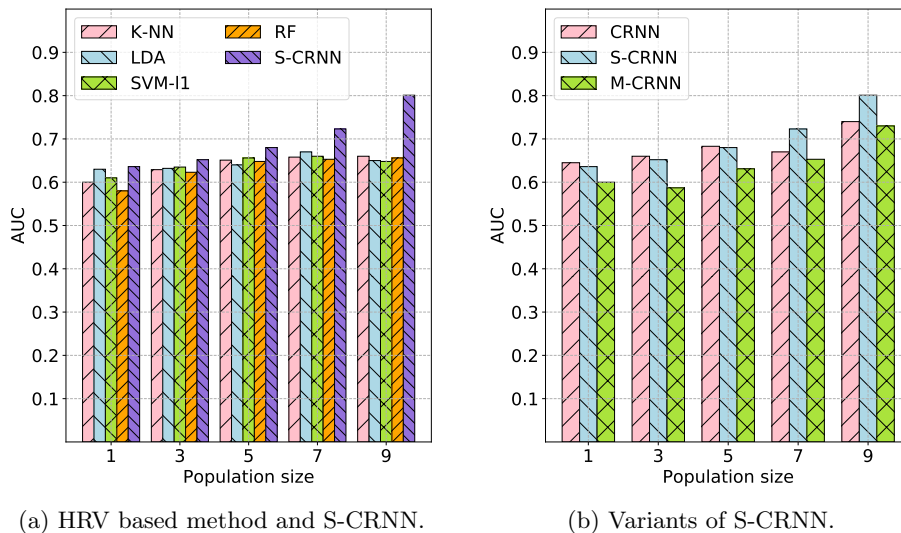 K-NN
LDA
SVM-l1
RF
S-CRNN
0.9
0.8
0.7
0.6
0.5
0.4
0.3
0.2
0.1
AUC
1 3 5 7 9
Population size
(a) HRV based method and S-CRNN.
CRNN
S-CRNN
M-CRNN
0.9
0.8
0.7
0.6
0.5
0.4
0.3
0.2
0.1
AUC
1 3 5 7 9
Population size
(b) Variants of S-CRNN.